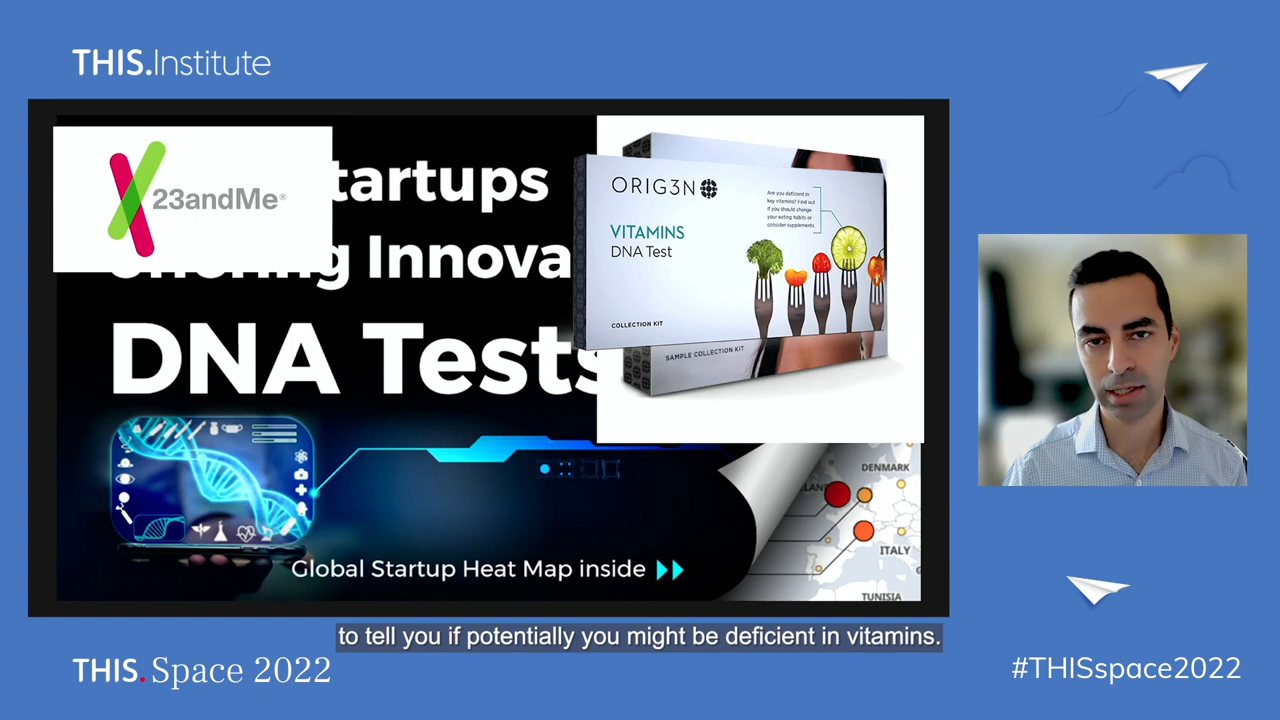 THIS.Institute
23andMe®
tartups
offering Innova
DNA Tests
Global Startup Heat Map inside
ORIG3N
VITAMINS
DNA Test
Are you deficient in
key vitamins? Find out
if you should change
your eating habits or
consider supplements.
COLLECTION KIT
SAMPLE COLLECTION KIT
DENMARK
LAND
ITALY
TUNISIA
to tell you if potentially you might be deficient in vitamins.
THIS. Space 2022
#THISspace2022